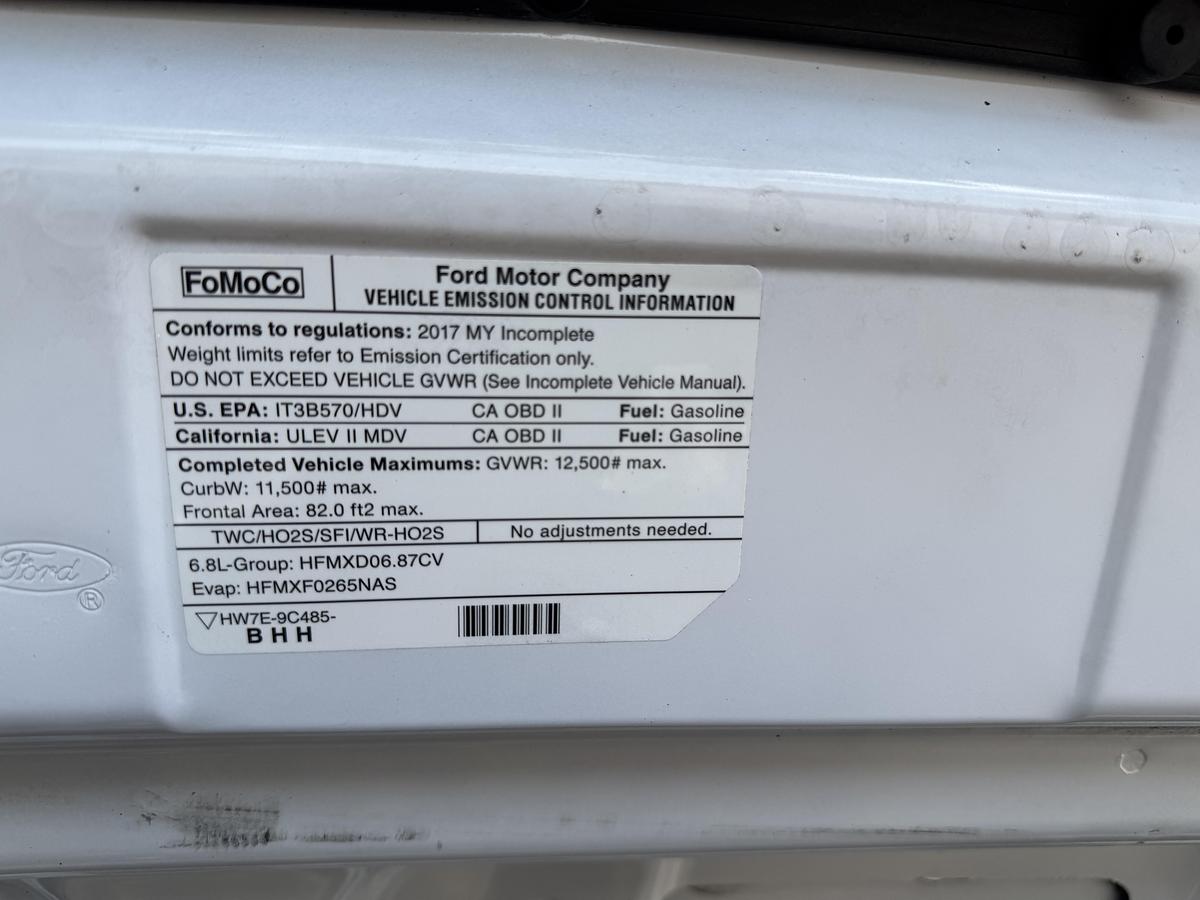 FoMoCo
Ford Motor Company
VEHICLE EMISSION CONTROL INFORMATION
Conforms to regulations: 2017 MY Incomplete
Weight limits refer to Emission Certification only.
DO NOT EXCEED VEHICLE GVWR (See Incomplete Vehicle Manual).
U.S. EPA: IT3B570/HDV CA OBD II Fuel: Gasoline
California: ULEV II MDV CA OBD II Fuel: Gasoline
Completed Vehicle Maximums: GVWR: 12,500# max.
CurbW: 11,500# max.
Frontal Area: 82.0 ft2 max.
TWC/HO2S/SFI/WR-HO2S No adjustments needed.
6.8L-Group: HFMXD06.87CV
Evap: HFMXF0265NAS
HW7E-9C485-
BHH
Ford ®